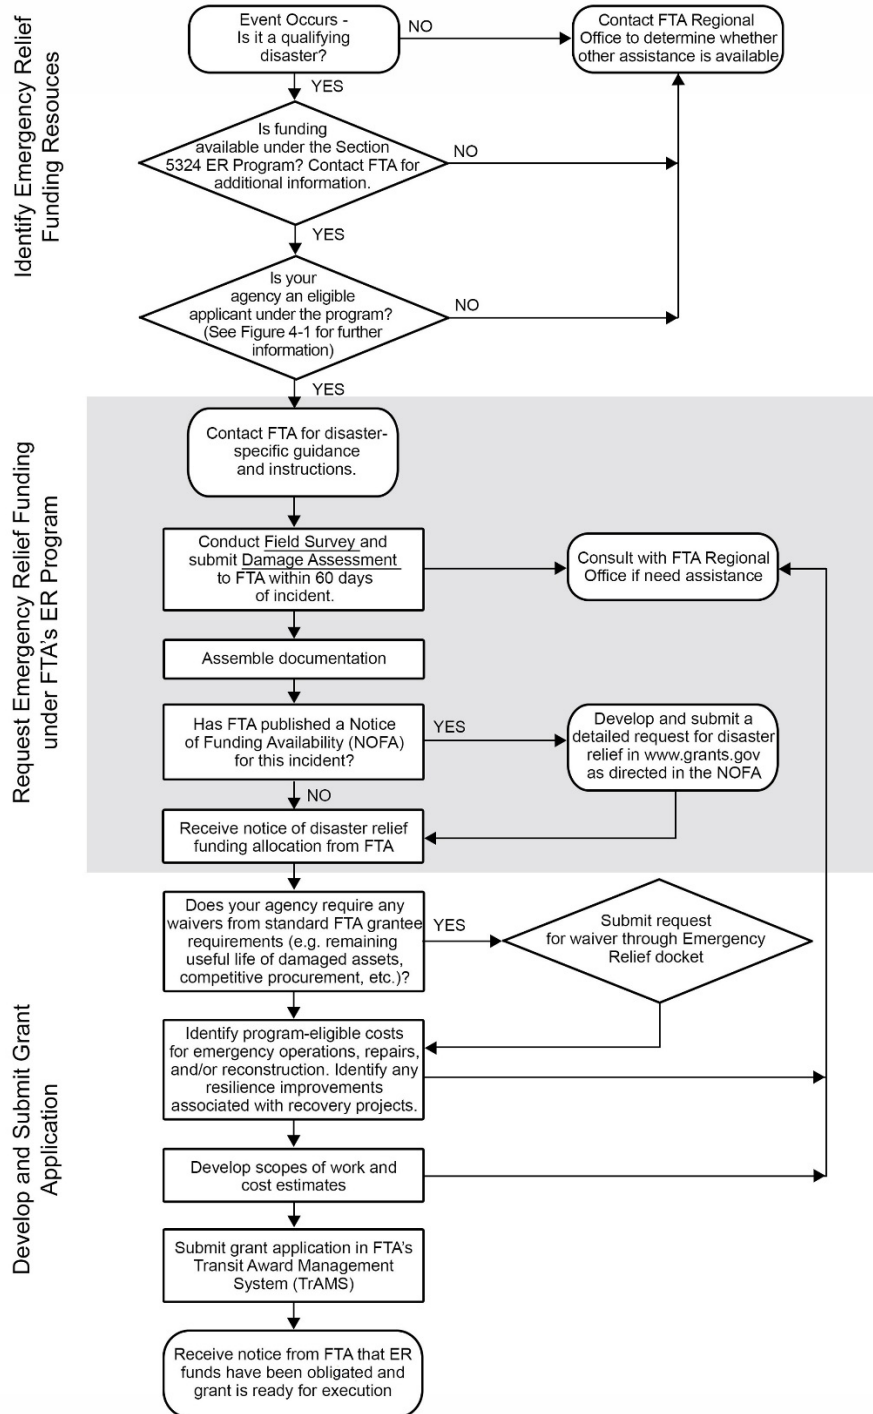 Identify Emergency Relief
Funding Resouces
Event Occurs -
Is it a qualifying
disaster?
NO
Contact FTA Regional
Office to determine whether
other assistance is available
YES
Is funding
available under the Section
5324 ER Program? Contact FTA for
additional information.
NO
YES
Is your
agency an eligible
applicant under the program?
(See Figure 4-1 for further
information)
NO
YES
Request Emergency Relief Funding
under FTA's ER Program
Contact FTA for disaster-
specific guidance
and instructions.
Conduct Field Survey and
submit Damage Assessment
to FTA within 60 days
of incident.
Consult with FTA Regional
Office if need assistance
Assemble documentation
Has FTA published a Notice
of Funding Availability (NOFA)
for this incident?
YES
Develop and submit a
detailed request for disaster
relief in www.grants.gov
as directed in the NOFA
NO
Receive notice of disaster relief
funding allocation from FTA
Develop and Submit Grant
Application
Does your agency require any
waivers from standard FTA grantee
requirements (e.g. remaining
useful life of damaged assets,
competitive procurement, etc.)?
YES
Submit request
for waiver through Emergency
Relief docket
Identify program-eligible costs
for emergency operations, repairs,
and/or reconstruction. Identify any
resilience improvements
associated with recovery projects.
Develop scopes of work and
cost estimates
Submit grant application in FTA's
Transit Award Management
System (TrAMS)
Receive notice from FTA that ER
funds have been obligated and
grant is ready for execution